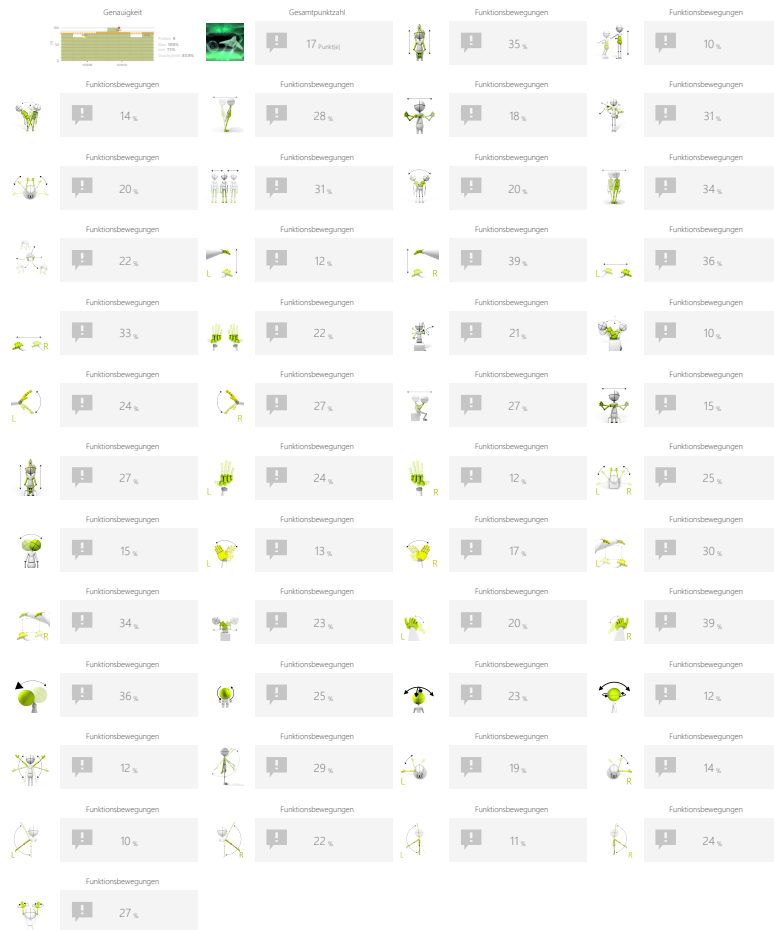 Genauigkeit
Gesamtpunktzahl
Funktionsbewegungen
Funktionsbewegungen
17 Punkt(e)
35 %
10 %
Funktionsbewegungen
Funktionsbewegungen
Funktionsbewegungen
Funktionsbewegungen
14 %
28 %
18 %
31 %
Funktionsbewegungen
Funktionsbewegungen
Funktionsbewegungen
Funktionsbewegungen
20 %
31 %
20 %
34 %
Funktionsbewegungen
Funktionsbewegungen
Funktionsbewegungen
Funktionsbewegungen
22 %
L
12 %
R
39 %
L
36 %
Funktionsbewegungen
Funktionsbewegungen
Funktionsbewegungen
Funktionsbewegungen
R
33 %
22 %
21 %
10 %
Funktionsbewegungen
Funktionsbewegungen
Funktionsbewegungen
Funktionsbewegungen
L
24 %
R
27 %
27 %
15 %
Funktionsbewegungen
Funktionsbewegungen
Funktionsbewegungen
Funktionsbewegungen
27 %
L
24 %
R
12 %
L R
25 %
Funktionsbewegungen
Funktionsbewegungen
Funktionsbewegungen
Funktionsbewegungen
15 %
L
13 %
R
17 %
L
30 %
Funktionsbewegungen
Funktionsbewegungen
Funktionsbewegungen
Funktionsbewegungen
R
34 %
23 %
L
20 %
R
39 %
Funktionsbewegungen
Funktionsbewegungen
Funktionsbewegungen
Funktionsbewegungen
36 %
25 %
23 %
12 %
Funktionsbewegungen
Funktionsbewegungen
Funktionsbewegungen
Funktionsbewegungen
12 %
29 %
L
19 %
R
14 %
Funktionsbewegungen
Funktionsbewegungen
Funktionsbewegungen
Funktionsbewegungen
L
10 %
R
22 %
L
11 %
R
24 %
Funktionsbewegungen
27 %